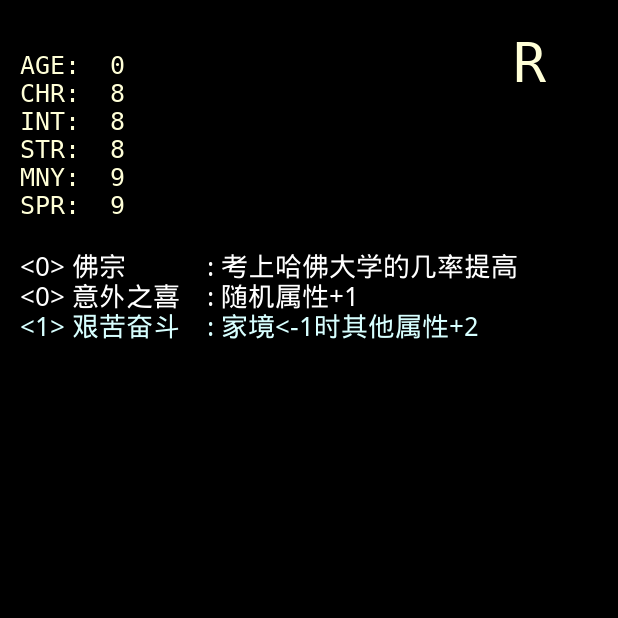 R
AGE: 0
CHR: 8
INT: 8
STR: 8
MNY: 9
SPR: 9
<0> 佛宗 : 考上哈佛大学的几率提高
<0> 意外之喜 : 随机属性+1
<1> 艰苦奋斗 : 家境<-1时其他属性+2